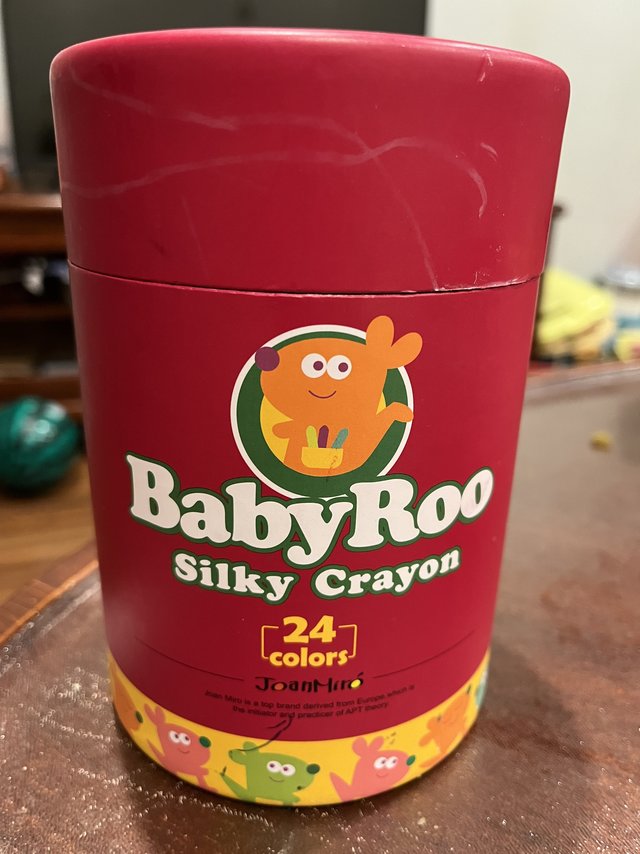 BabyRoo
Silky Crayon
24
colors
JoanMiró
Joan Miro is a top brand derived from Europe which is
the initiator and practicer of APT theory.